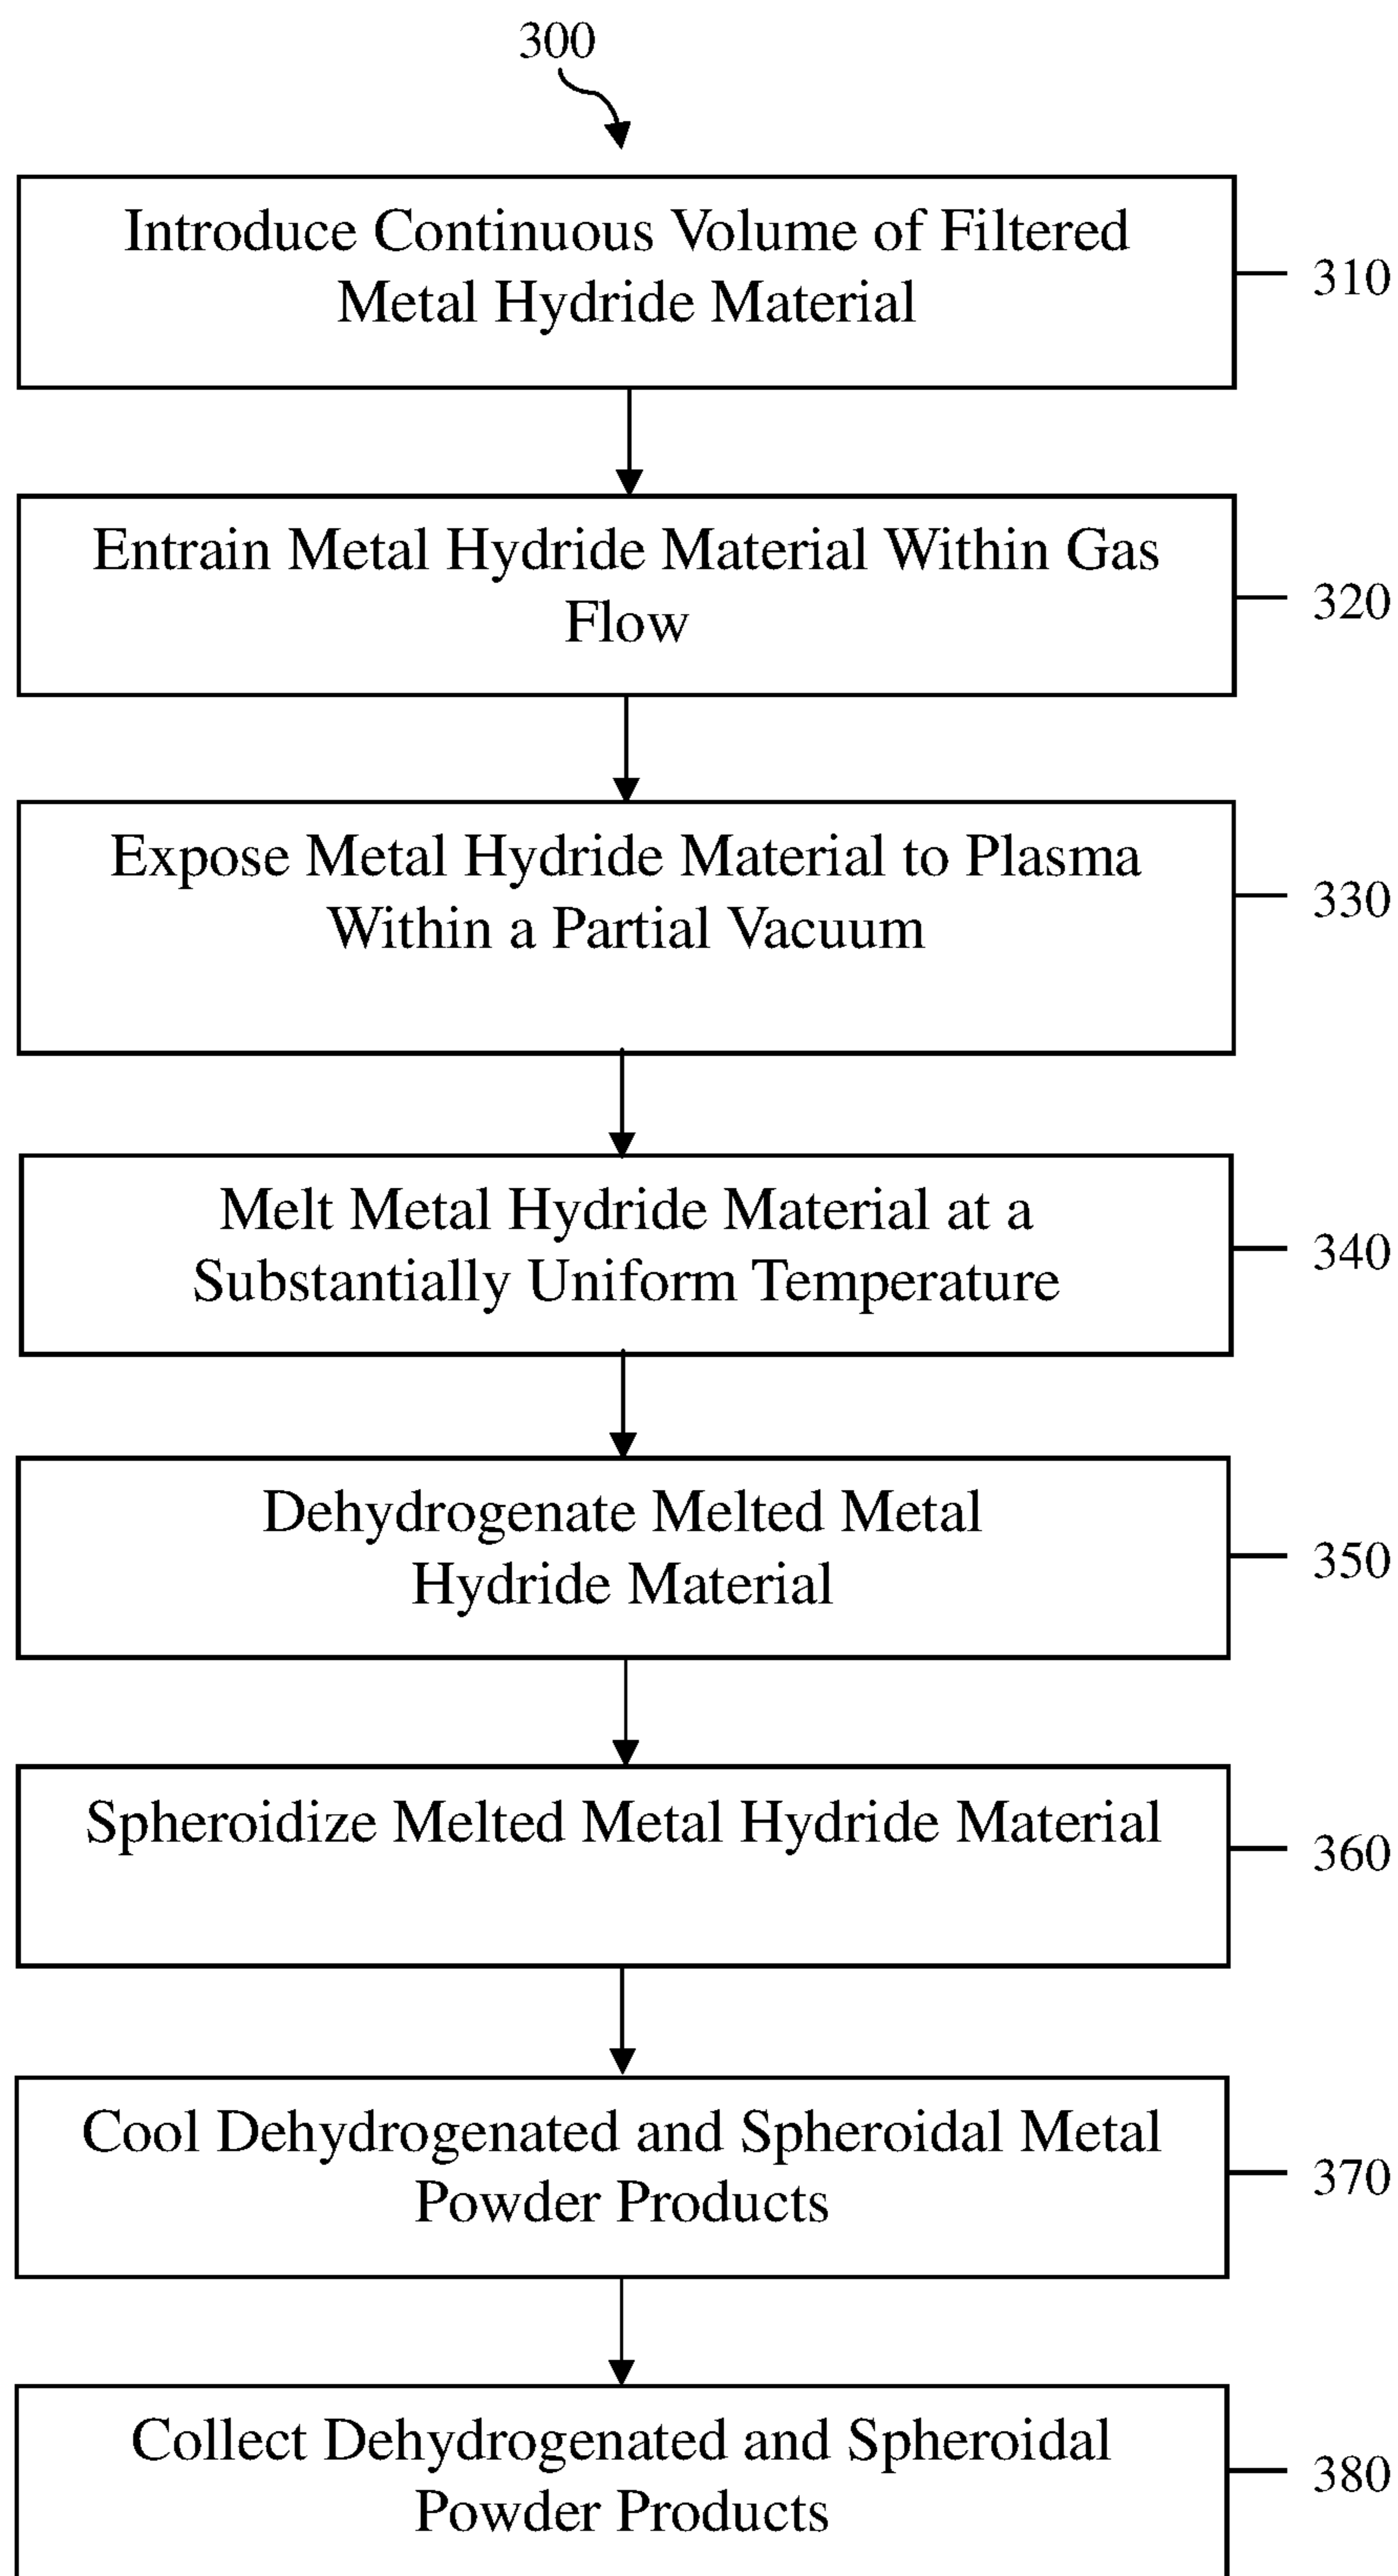 300
Introduce Continuous Volume of Filtered
Metal Hydride Material
310
Entrain Metal Hydride Material Within Gas
Flow
320
Expose Metal Hydride Material to Plasma
Within a Partial Vacuum
330
Melt Metal Hydride Material at a
Substantially Uniform Temperature
340
Dehydrogenate Melted Metal
Hydride Material
350
Spheroidize Melted Metal Hydride Material
360
Cool Dehydrogenated and Spheroidal Metal
Powder Products
370
Collect Dehydrogenated and Spheroidal
Powder Products
380